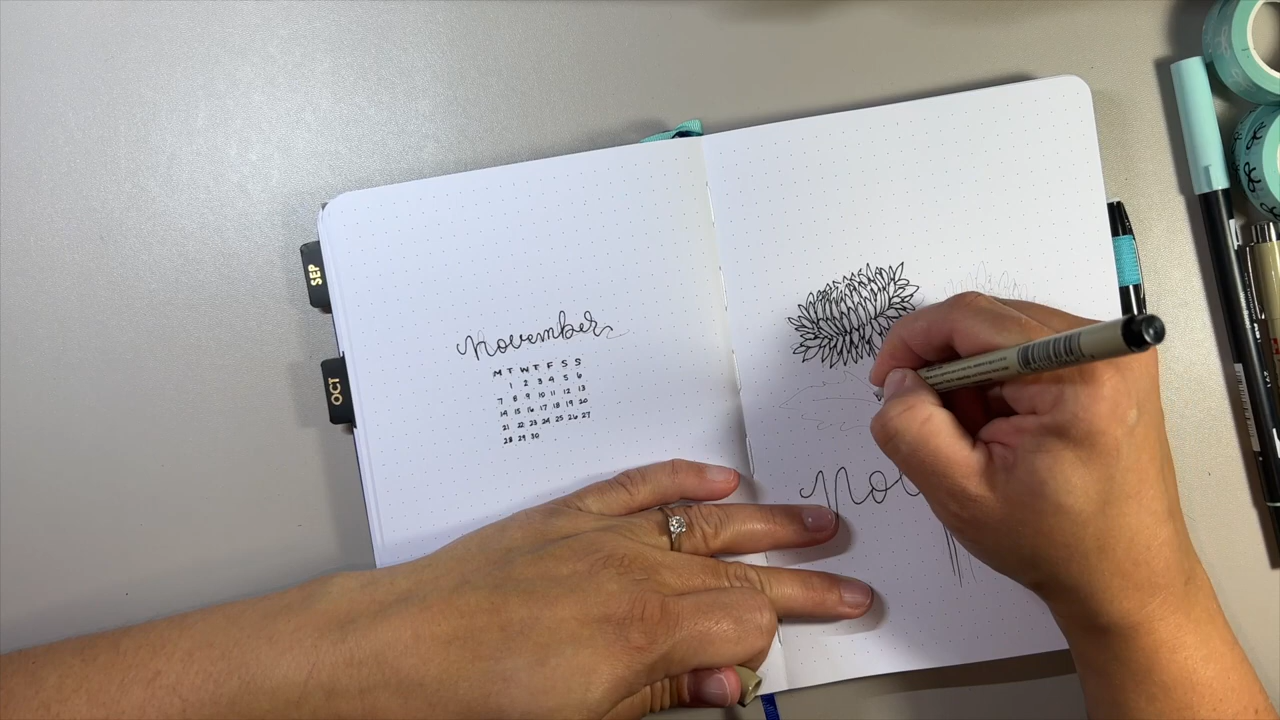 SEP
OCT
November
M T W T F S S
1 2 3 4 5 6
7 8 9 10 11 12 13
14 15 16 17 18 19 20
21 22 23 24 25 26 27
28 29 30
Nov